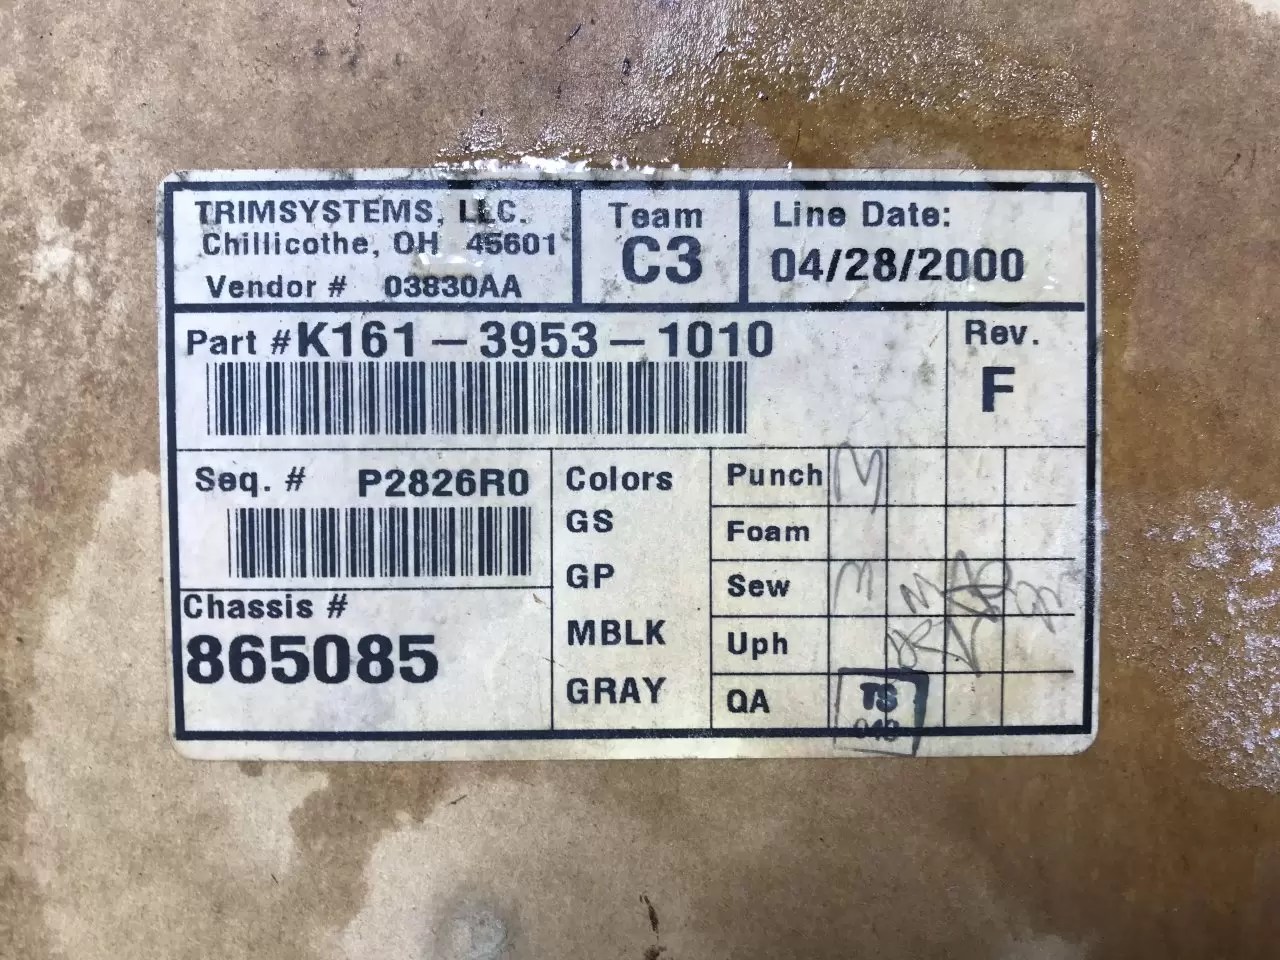 TRIMSYSTEMS, LLC.
Chillicothe, OH 45601
Vendor # 03830AA
Team
C3
Line Date:
04/28/2000
Part # K161 - 3953 - 1010
Rev.
F
Seq. # P2826R0
Chassis #
865085
Colors
GS
GP
MBLK
GRAY
Punch
Foam
Sew
Uph
QA
TS